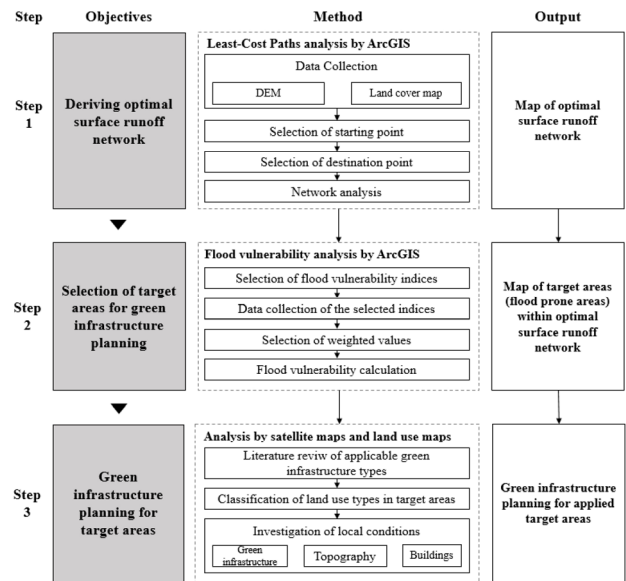 Step Objectives Method Output
Least-Cost Paths analysis by ArcGIS
Data Collection
DEM Land cover map
Selection of starting point
Selection of destination point
Network analysis
Step
1
Deriving optimal
surface runoff
network
Map of optimal
surface runoff
network
Flood vulnerability analysis by ArcGIS
Selection of flood vulnerability indices
Data collection of the selected indices
Selection of weighted values
Flood vulnerability calculation
Step
2
Selection of target
areas for green
infrastructure
planning
Map of target areas
(flood prone areas)
within optimal
surface runoff
network
Analysis by satellite maps and land use maps
Literature reviw of applicable green
infrastructure types
Classification of land use types in target areas
Investigation of local conditions
Green
infrastructure
Topography
Buildings
Step
3
Green
infrastructure
planning for
target areas
Green infrastructure
planning for applied
target areas